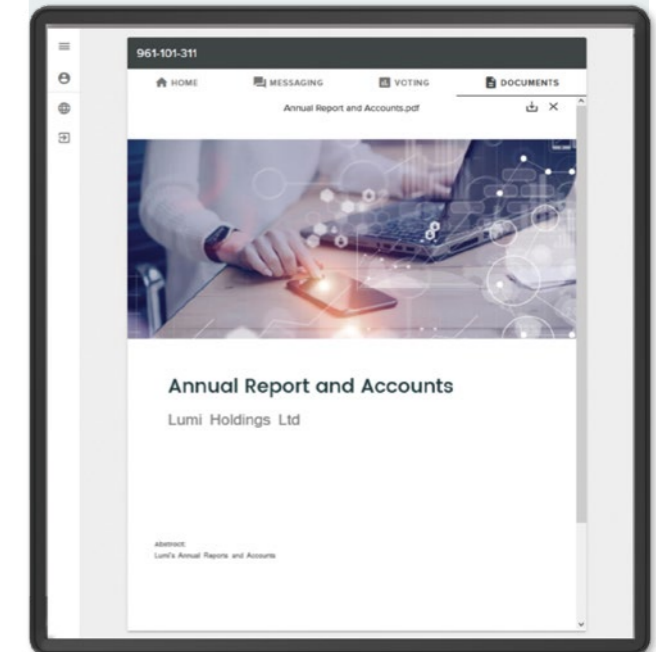 961-101-311
HOME MESSAGING VOTING DOCUMENTS
Annual Report and Accounts.pdf
Annual Report and Accounts
Lumi Holdings Ltd
Abstract:
Lumi's Annual Reports and Accounts